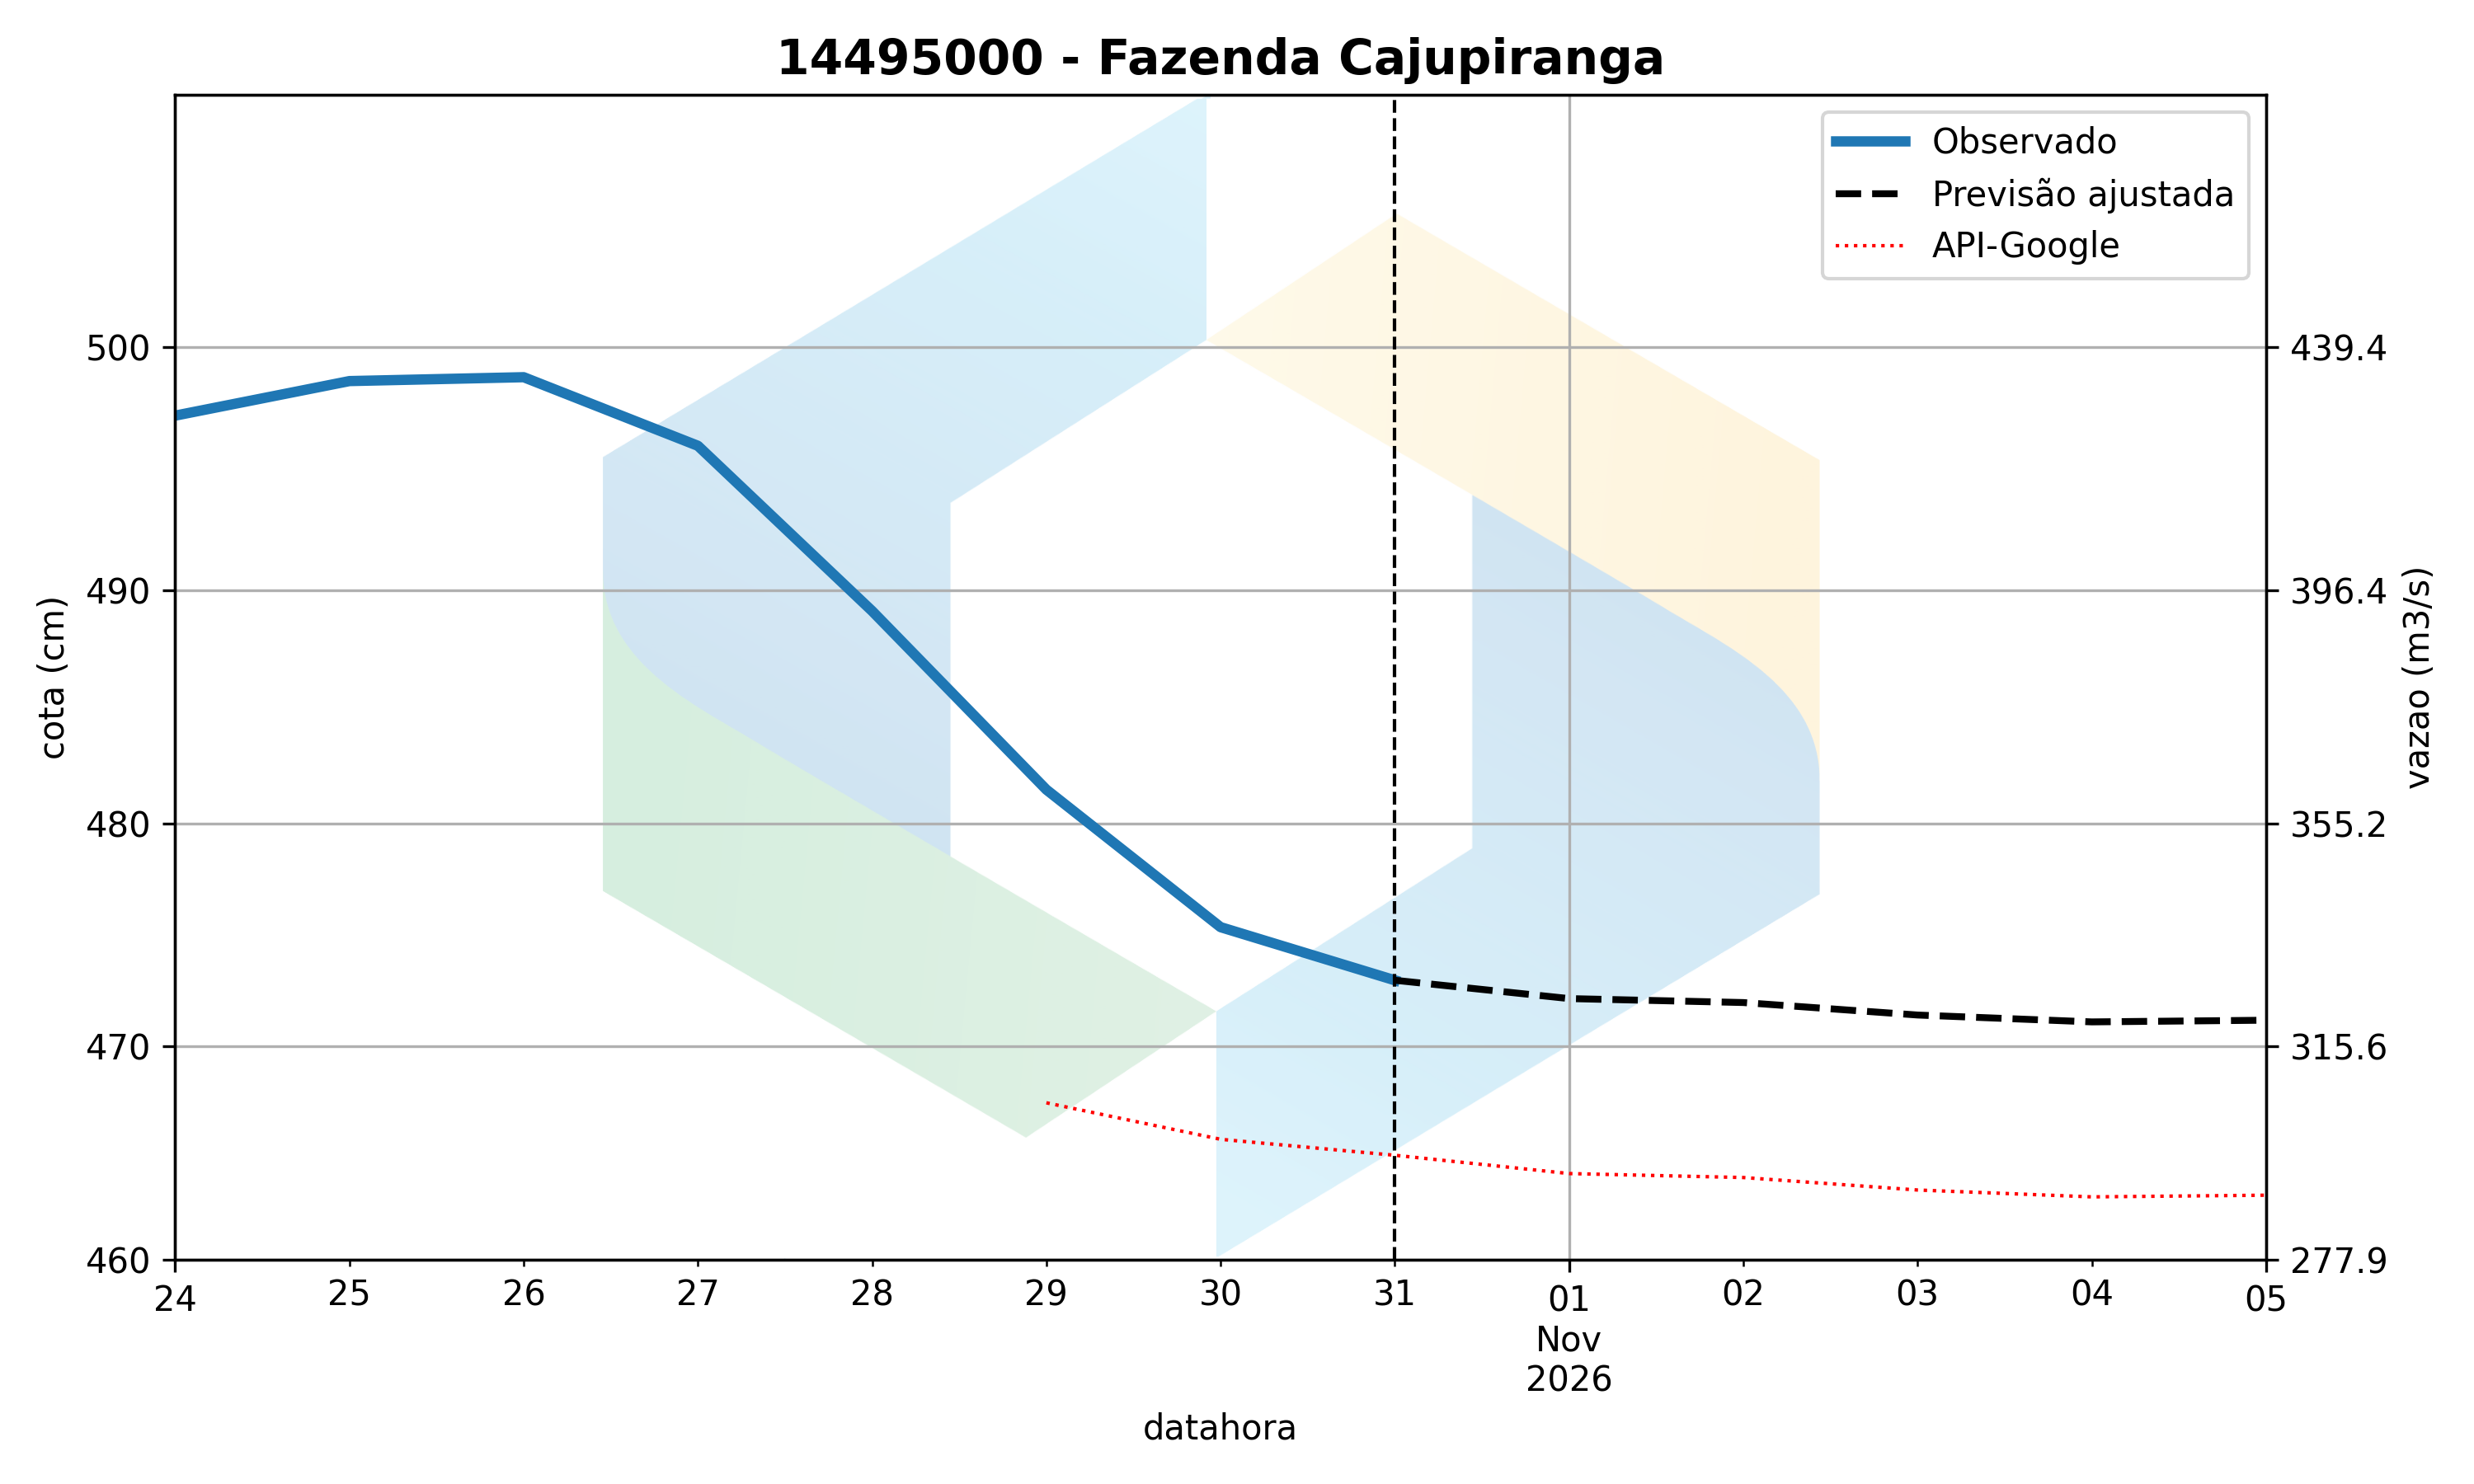 14495000 - Fazenda Cajupiranga
Observado
Previsão ajustada
API-Google
cota (cm)
500
490
480
470
460
439.4
396.4
355.2
315.6
277.9
vazao (m3/s)
24 25 26 27 28 29 30 31 01 02 03 04 05
Nov
2026
datahora